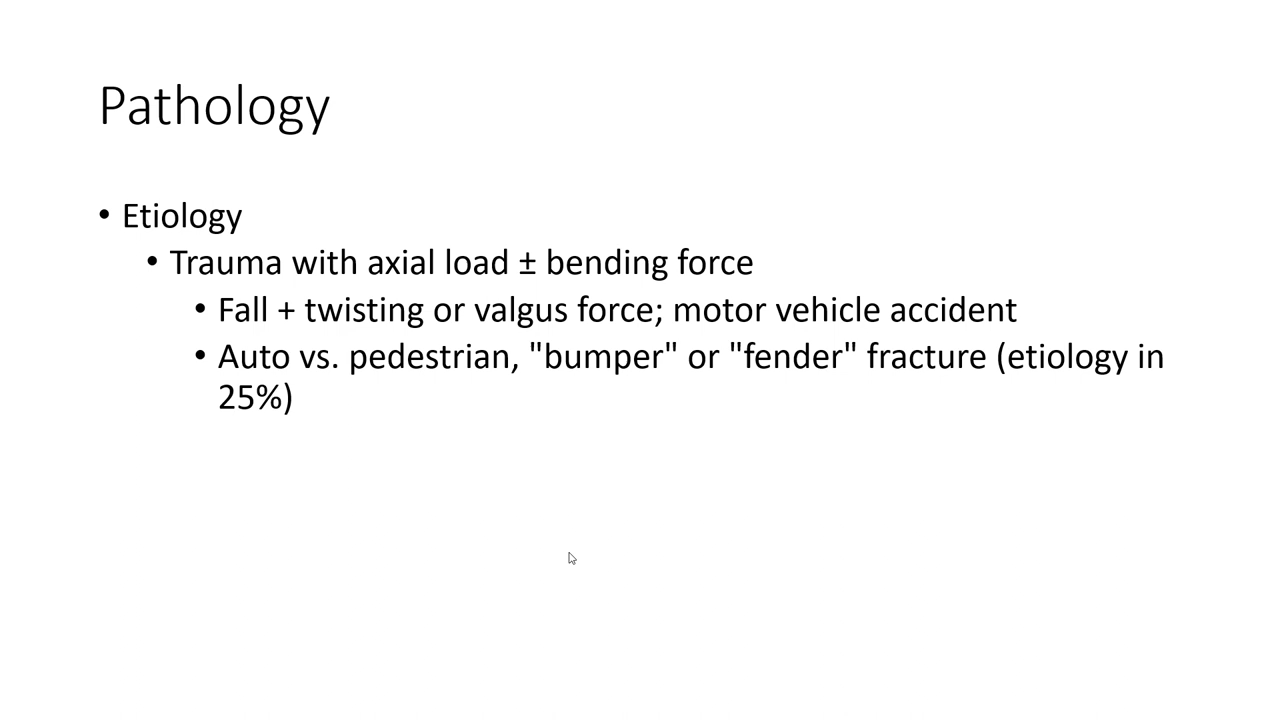 Pathology
• Etiology
• Trauma with axial load ± bending force
• Fall + twisting or valgus force; motor vehicle accident
• Auto vs. pedestrian, "bumper" or "fender" fracture (etiology in
25%)